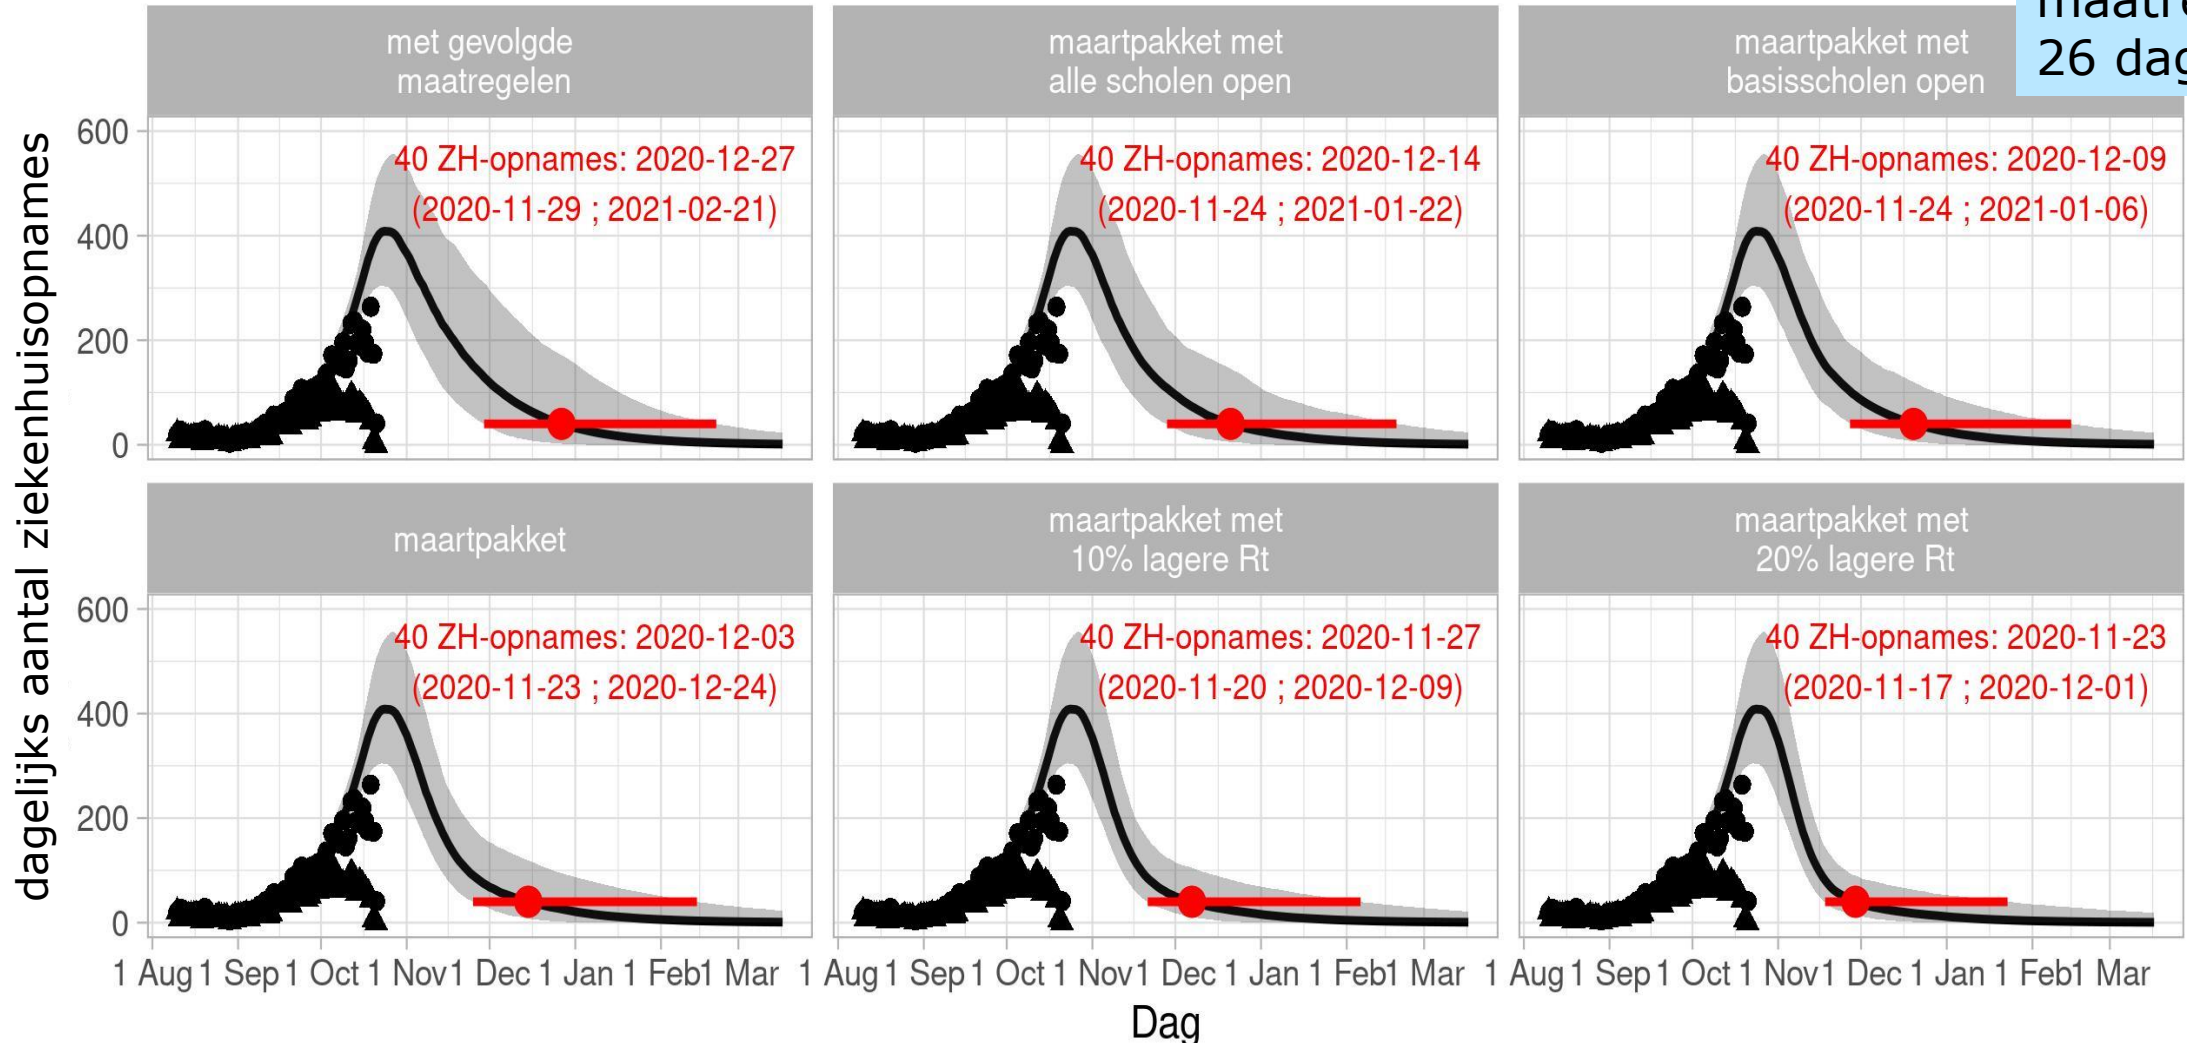 26
met gevolgde
maatregelen
maartpakket met
alle scholen open
maartpakket met
basisscholen open
dagelijks aantal ziekenhuisopnames
600
400
200
0
40 ZH-opnames: 2020-12-27
(2020-11-29 ; 2021-02-21)
40 ZH-opnames: 2020-12-14
(2020-11-24 ; 2021-01-22)
40 ZH-opnames: 2020-12-09
(2020-11-24 ; 2021-01-06)
maartpakket
maartpakket met
10% lagere Rt
maartpakket met
20% lagere Rt
600
400
200
0
40 ZH-opnames: 2020-12-03
(2020-11-23 ; 2020-12-24)
40 ZH-opnames: 2020-11-27
(2020-11-20 ; 2020-12-09)
40 ZH-opnames: 2020-11-23
(2020-11-17 ; 2020-12-01)
1 Aug 1 Sep 1 Oct 1 Nov 1 Dec 1 Jan 1 Feb 1 Mar
1 Aug 1 Sep 1 Oct 1 Nov 1 Dec 1 Jan 1 Feb 1 Mar
1 Aug 1 Sep 1 Oct 1 Nov 1 Dec 1 Jan 1 Feb 1 Mar
Dag